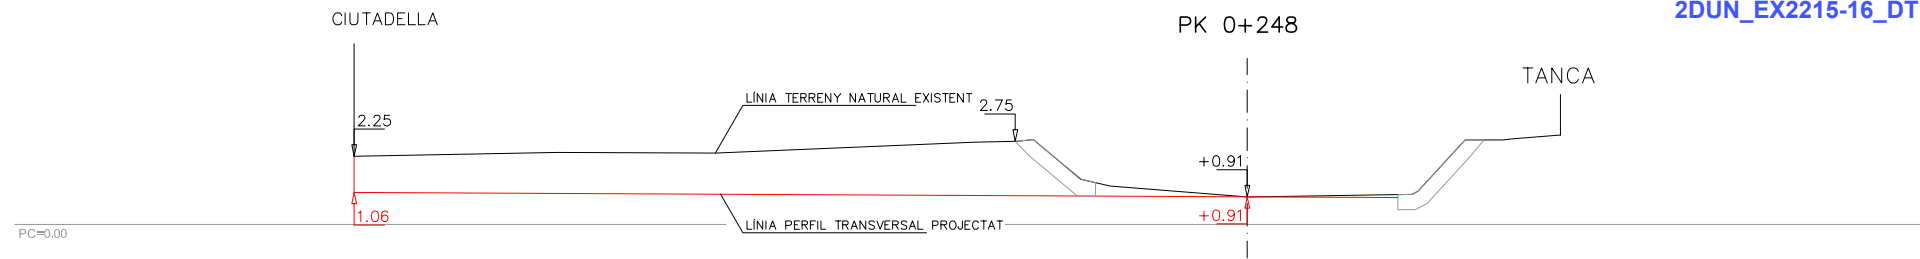 2DUN_EX2215-16_DT
CIUTADELLA
PK 0+248
TANCA
LÍNIA TERRENY NATURAL EXISTENT
2.75
2.25
+0.91
1.06
+0.91
LÍNIA PERFIL TRANSVERSAL PROJECTAT
PC=0.00